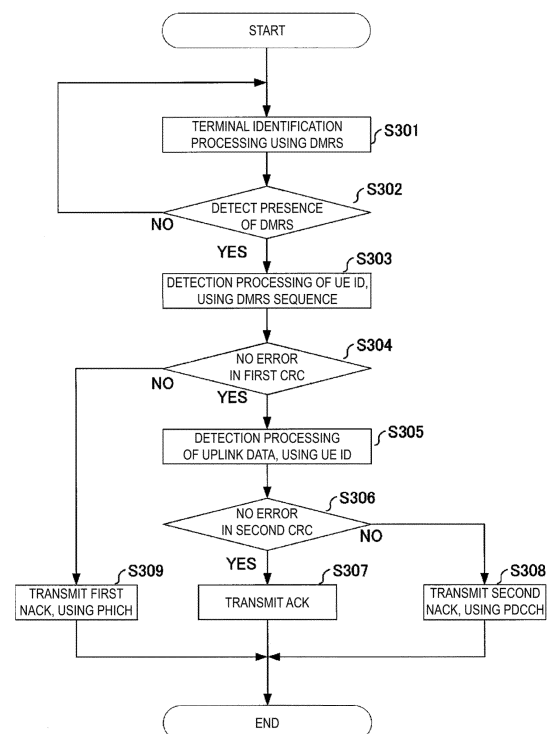 START
TERMINAL IDENTIFICATION
PROCESSING USING DMRS
S301
S302
DETECT PRESENCE
OF DMRS
NO
YES
S303
DETECTION PROCESSING OF UE ID,
USING DMRS SEQUENCE
S304
NO ERROR
IN FIRST CRC
NO
YES
DETECTION PROCESSING
OF UPLINK DATA, USING UE ID
S305
S306
NO ERROR
IN SECOND CRC
NO
YES
S309
S307
S308
TRANSMIT FIRST
NACK, USING PHICH
TRANSMIT ACK
TRANSMIT SECOND
NACK, USING PDCCH
END